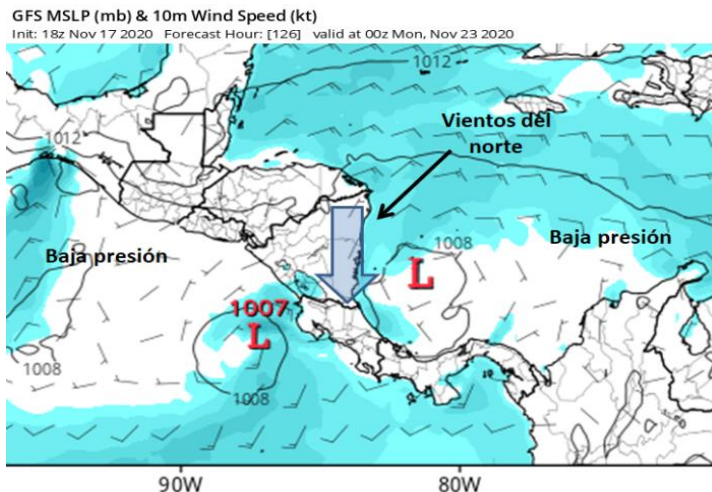 GFS MSLP (mb) & 10m Wind Speed (kt)
Init: 18z Nov 17 2020 Forecast Hour: [126] valid at 00z Mon, Nov 23 2020
1012
Vientos del
norte
1012
Baja presión
1008
Baja presión
L
1007
L
1008
1008
90W
80W